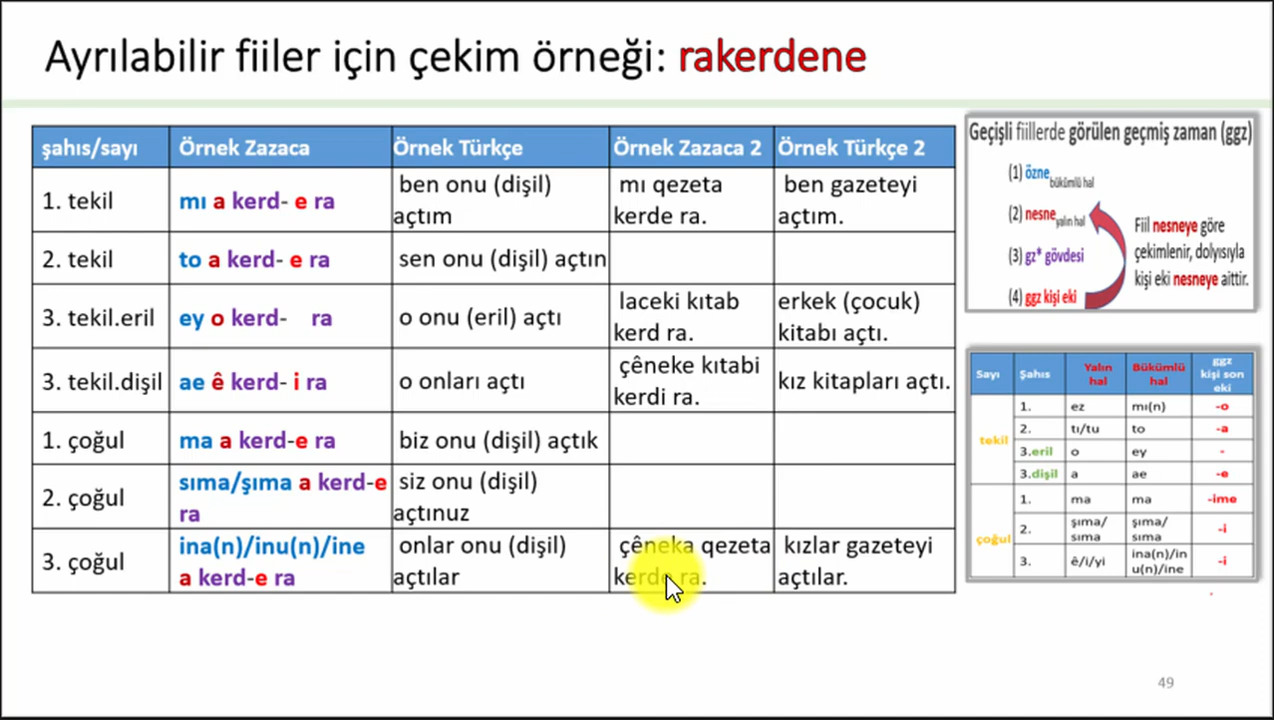 Ayrılabilir fiiler için çekim örneği: rakerdene
şahıs/sayı Örnek Zazaca Örnek Türkçe Örnek Zazaca 2 Örnek Türkçe 2
1. tekil mı a kerd- e ra ben onu (dişil) açtım mı qezeta kerde ra. ben gazeteyi açtım.
2. tekil to a kerd- e ra sen onu (dişil) açtın
3. tekil.eril ey o kerd- ra o onu (eril) açtı laceki kıtab kerd ra. erkek (çocuk) kitabı açtı.
3. tekil.dişil ae ê kerd- i ra o onları açtı çêneke kıtabi kerdi ra. kız kitapları açtı.
1. çoğul ma a kerd-e ra biz onu (dişil) açtık
2. çoğul sıma/şıma a kerd-e ra siz onu (dişil) açtınuz
3. çoğul ina(n)/inu(n)/ine a kerd-e ra onlar onu (dişil) açtılar çêneka qezeta kerde ra. kızlar gazeteyi açtılar.
Geçişli fiillerde görülen geçmiş zaman (ggz)
(1) özne bükümlü hal
(2) nesne yalın hal
(3) gz* gövdesi
(4) ggz kişi eki
Fiil nesneye göre
çekimlenir, dolyısıyla
kişi eki nesneye aittir.
Sayı Şahıs Yalın hal Bükümlü hal ggz kişi son eki
tekil 1. ez mı(n) -o
2. tı/tu to -a
3.eril o ey -
3.dişil a ae -e
çoğul 1. ma ma -ime
2. şıma/sıma şıma/sıma -i
3. ê/i/yi ina(n)/inu(n)/ine -i
49